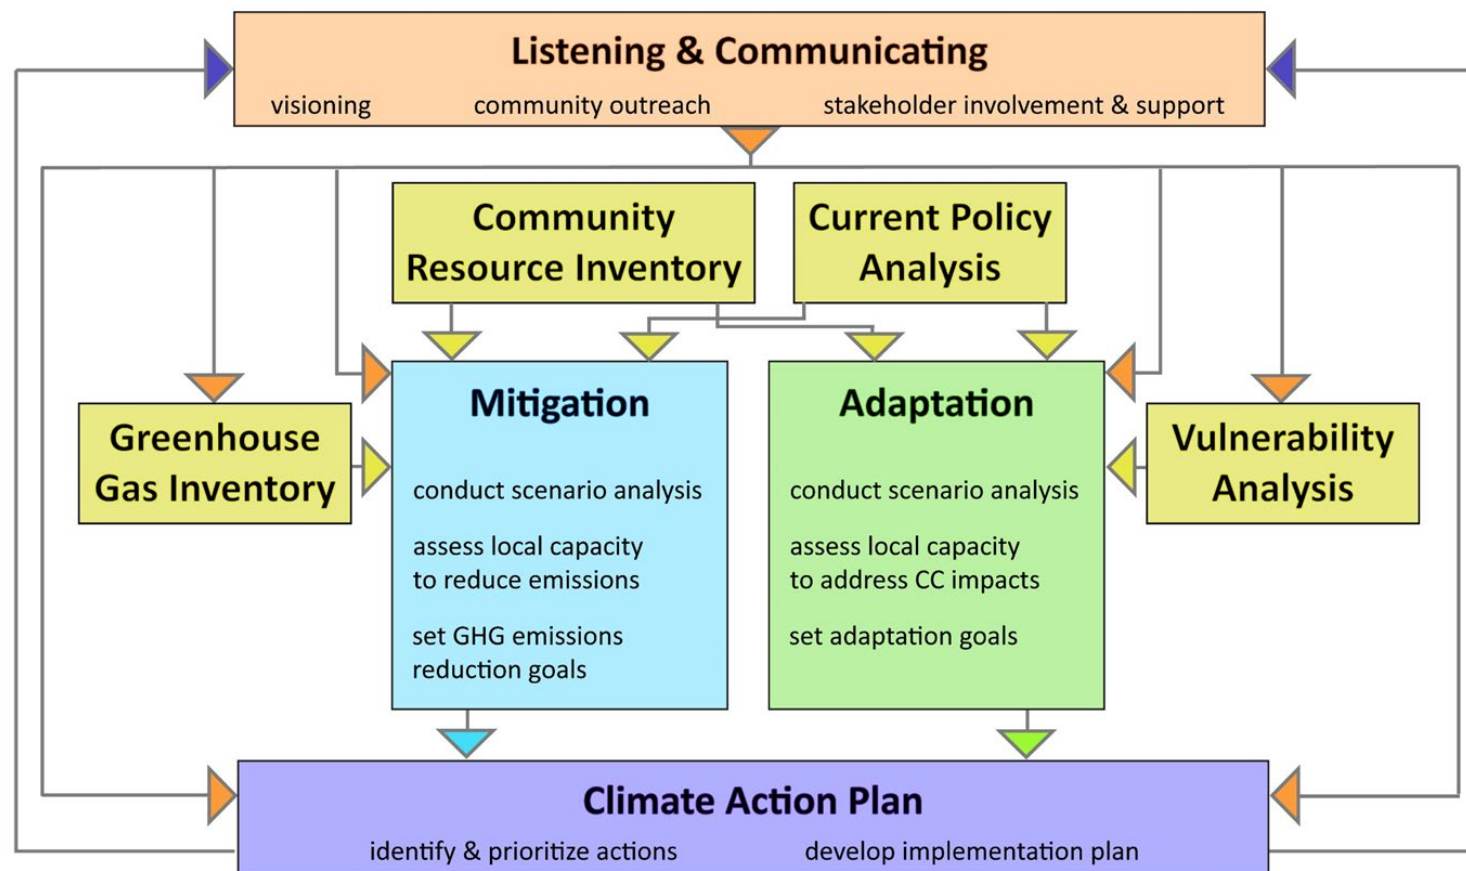 Listening & Communicating
visioning community outreach stakeholder involvement & support
Community
Resource Inventory
Current Policy
Analysis
Greenhouse
Gas Inventory
Mitigation
conduct scenario analysis
assess local capacity
to reduce emissions
set GHG emissions
reduction goals
Adaptation
conduct scenario analysis
assess local capacity
to address CC impacts
set adaptation goals
Vulnerability
Analysis
Climate Action Plan
identify & prioritize actions develop implementation plan